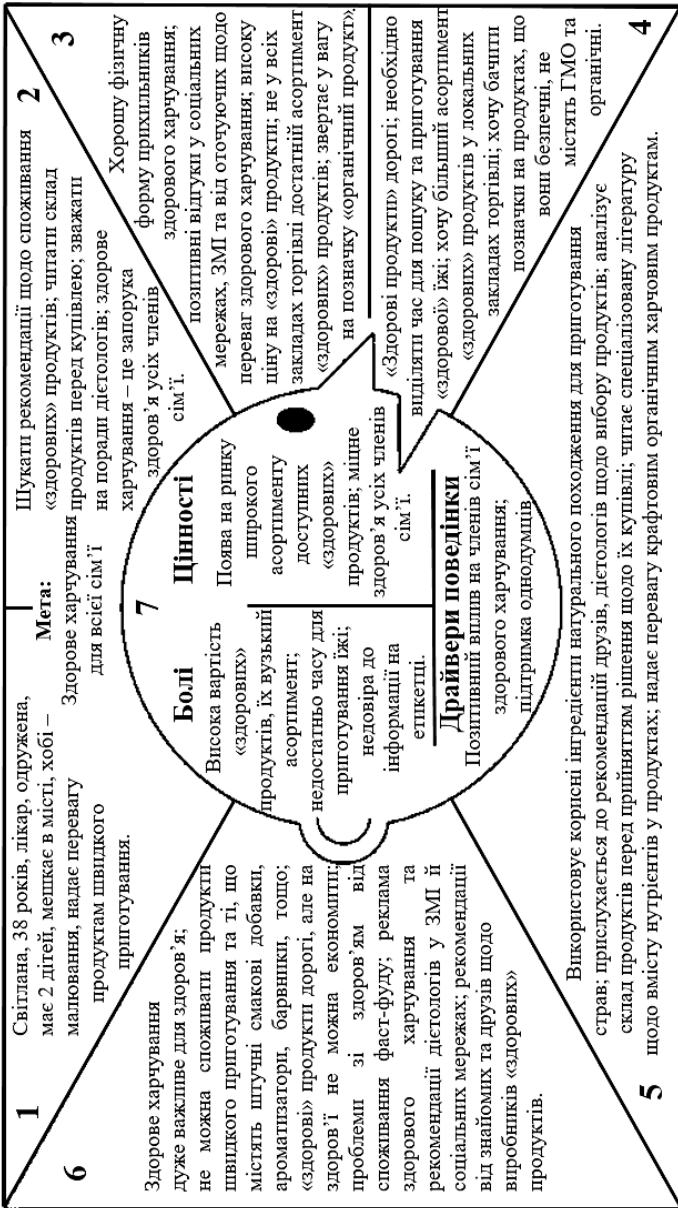 1
Світлана, 38 років, лікар, одружена,
має 2 дітей, мешкає в місті, хобі –
малювання, надає перевагу
продуктам швидкого
приготування.
Мета:
Здорове харчування
для всієї сім’ї
2
Шукати рекомендації щодо споживання
«здорових» продуктів; читати склад
продуктів перед купівлею; зважати
на поради дієтологів; здорове
харчування – це запорука
здоров’я усіх членів
сім’ї.
3
Хорошу фізичну
форму прихильників
здорового харчування;
позитивні відгуки у соціальних
мережах, ЗМІ та від оточуючих щодо
переваг здорового харчування; високу
ціну на «здорові» продукти; не у всіх
закладах торгівлі достатній асортимент
«здорових» продуктів; звертає у вагу
на позначку «органічний продукт».
4
«Здорові продукти» дорогі; необхідно
виділяти час для пошуку та приготування
«здорової» їжі; хочу більший асортимент
«здорових» продуктів у локальних
закладах торгівлі; хочу бачити
позначки на продуктах, що
вони безпечні, не
містять ГМО та
органічні.
5
Використовує корисні інгредієнти натурального походження для приготування
страв; прислухається до рекомендацій друзів, дієтологів щодо вибору продуктів; аналізує
склад продуктів перед прийняттям рішення щодо їх купівлі; читає спеціалізовану літературу
щодо вмісту нутрієнтів у продуктах; надає перевагу крафтовим органічним харчовим продуктам.
6
Здорове харчування
дуже важливе для здоров’я;
не можна споживати продукти
швидкого приготування та ті, що
містять штучні смакові добавки,
ароматизатори, барвники, тощо;
«здорові» продукти дорогі, але на
здоров’ї не можна економити;
проблеми зі здоров’ям від
споживання фаст-фуду; реклама
здорового харчування та
рекомендації дієтологів у ЗМІ й
соціальних мережах; рекомендації
від знайомих та друзів щодо
виробників «здорових»
продуктів.
7
Болі
Висока вартість
«здорових»
продуктів, їх вузький
асортимент;
недостатньо часу для
приготування їжі;
недовіра до
інформації на
етикетці.
Цінності
Поява на ринку
широкого
асортименту
доступних
«здорових»
продуктів; міцне
здоров’я усіх членів
сім’ї.
Драйвери поведінки
Позитивний вплив на членів сім’ї
здорового харчування;
підтримка однодумців